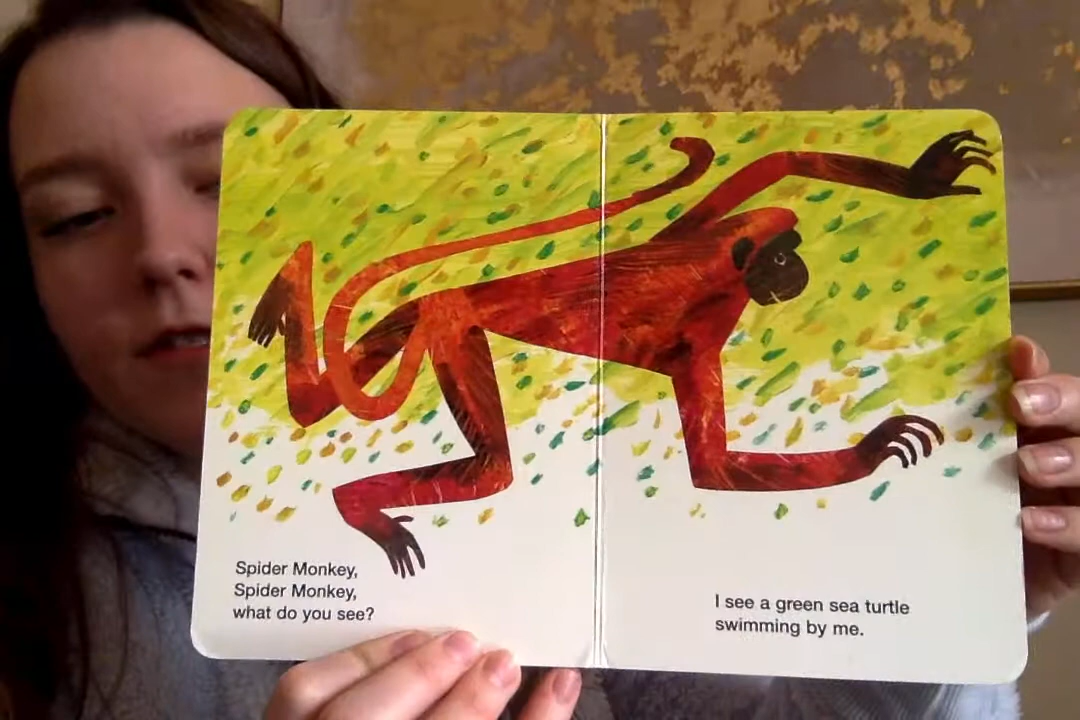 Spider Monkey,
Spider Monkey,
what do you see?
I see a green sea turtle
swimming by me.